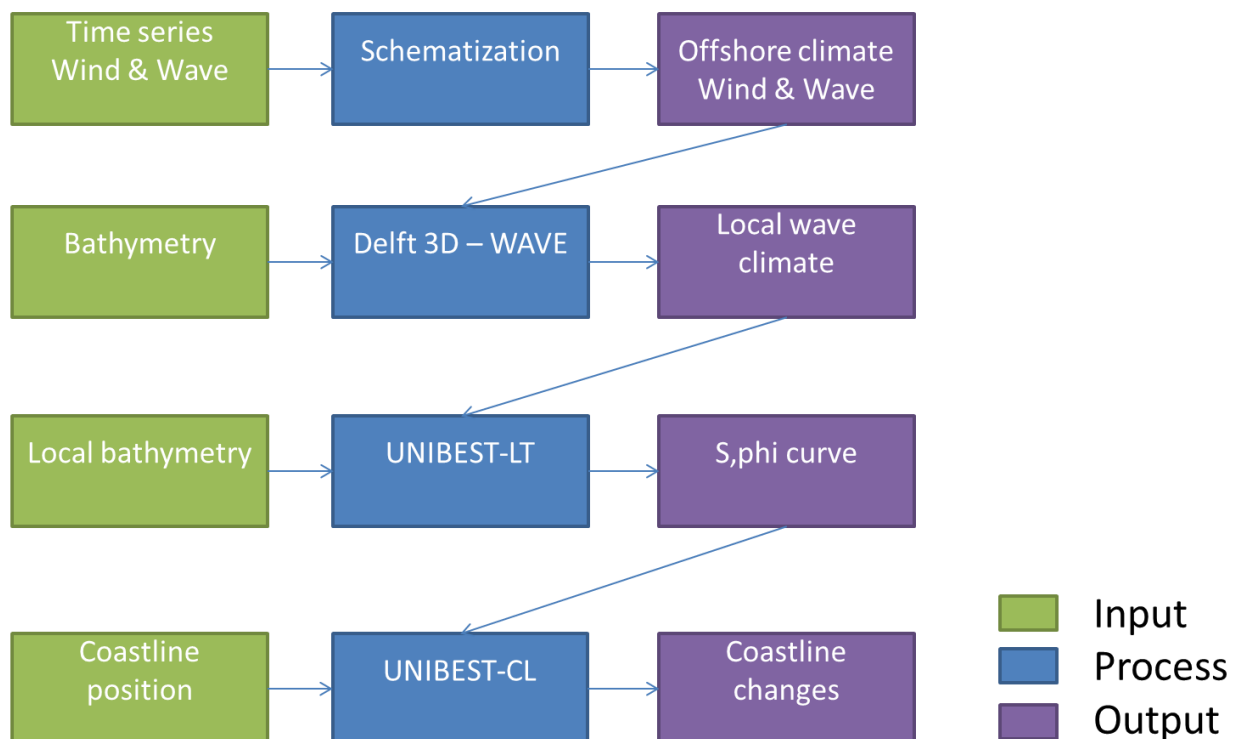 Time series
Wind & Wave
Schematization
Offshore climate
Wind & Wave
Bathymetry
Delft 3D – WAVE
Local wave
climate
Local bathymetry
UNIBEST-LT
S,phi curve
Coastline
position
UNIBEST-CL
Coastline
changes
Input
Process
Output